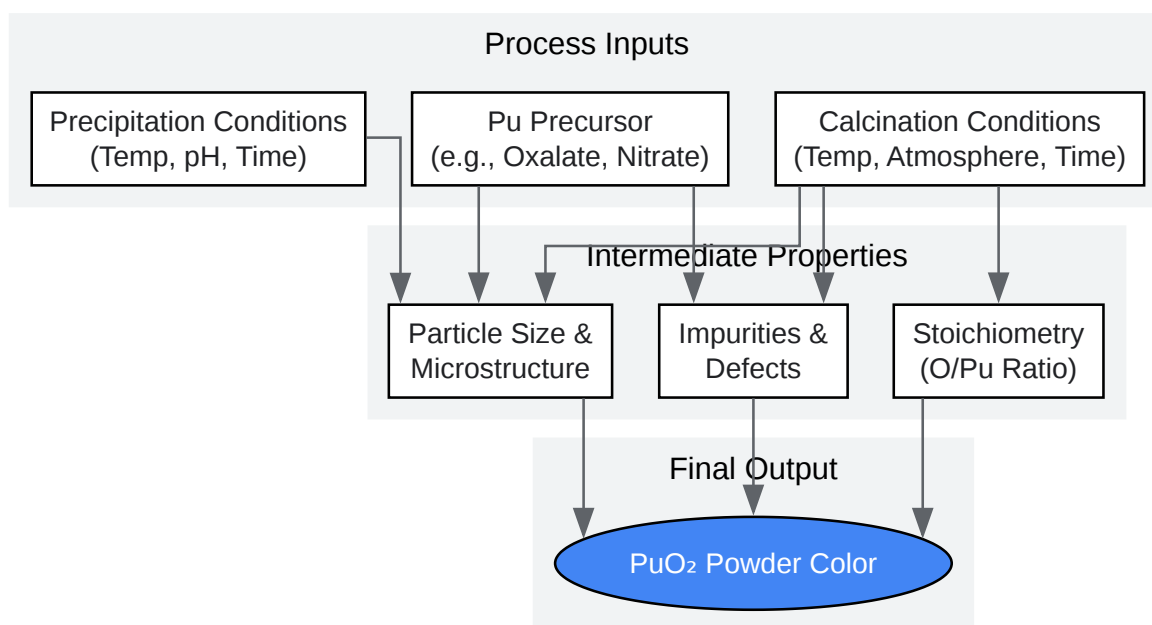 Process Inputs
Precipitation Conditions
(Temp, pH, Time)
Pu Precursor
(e.g., Oxalate, Nitrate)
Calcination Conditions
(Temp, Atmosphere, Time)
Intermediate Properties
Particle Size &
Microstructure
Impurities &
Defects
Stoichiometry
(O/Pu Ratio)
Final Output
PuO₂ Powder Color